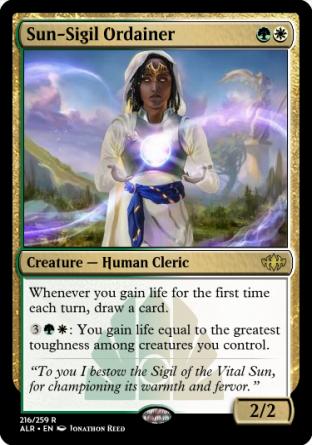 Sun-Sigil Ordainer
Creature — Human Cleric
Whenever you gain life for the first time
each turn, draw a card.
3: You gain life equal to the greatest
toughness among creatures you control.
“To you I bestow the Sigil of the Vital Sun,
for championing its warmth and fervor.”
216/259 R
ALR • EN Jonathon Reed
2/2